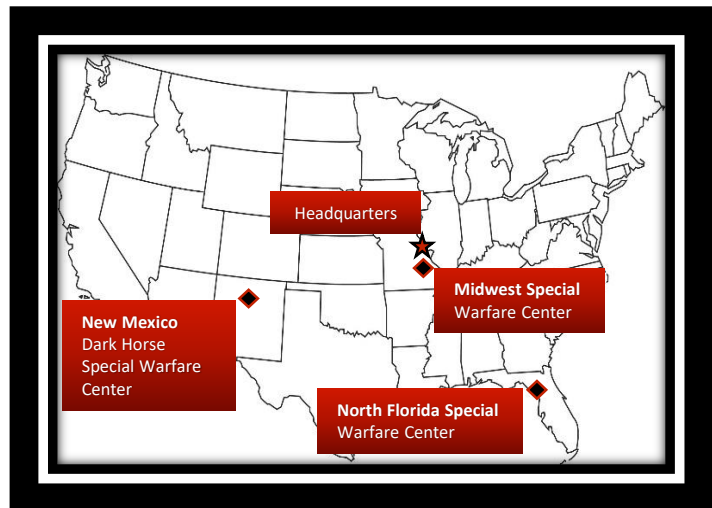 Headquarters
Midwest Special
Warfare Center
New Mexico
Dark Horse
Special Warfare
Center
North Florida Special
Warfare Center